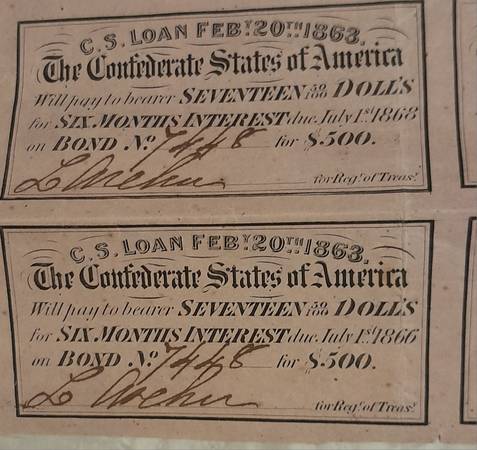 C. S. LOAN FEBY. 20TH. 1863.
The Confederate States of America
Will pay to bearer SEVENTEEN 50/100 DOLL'S
for SIX MONTHS INTEREST due July 1st. 1868
on BOND No. 7448 for $500.
L Archer for Regr. of Treasy.
C. S. LOAN FEBY. 20TH. 1863.
The Confederate States of America
Will pay to bearer SEVENTEEN 50/100 DOLL'S
for SIX MONTHS INTEREST due July 1st. 1866
on BOND No. 7448 for $500.
L Archer for Regr. of Treasy.